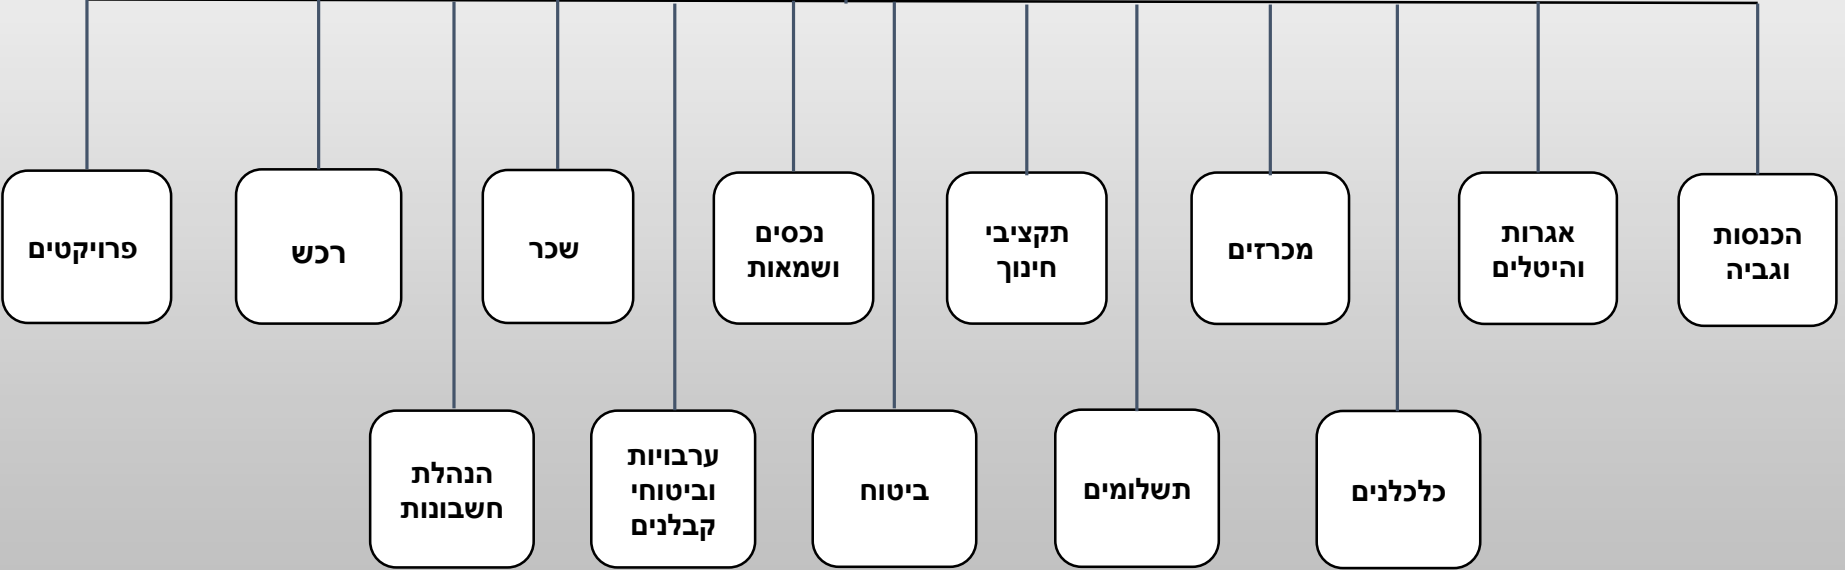 הכנסות
וגביה
אגרות
והיטלים
מכרזים
תקציבי
חינוך
נכסים
ושמאות
שכר
רכש
פרויקטים
כלכלנים
תשלומים
ביטוח
ערבויות
וביטוחי
קבלנים
הנהלת
חשבונות